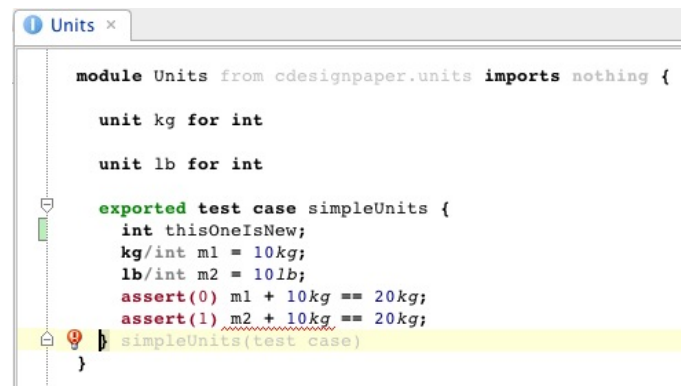 Units ×
module Units from cdesignpaper.units imports nothing {
unit kg for int
unit lb for int
exported test case simpleUnits {
int thisOneIsNew;
kg/int m1 = 10kg;
lb/int m2 = 10lb;
assert(0) m1 + 10kg == 20kg;
assert(1) m2 + 10kg == 20kg;
} simpleUnits(test case)
}